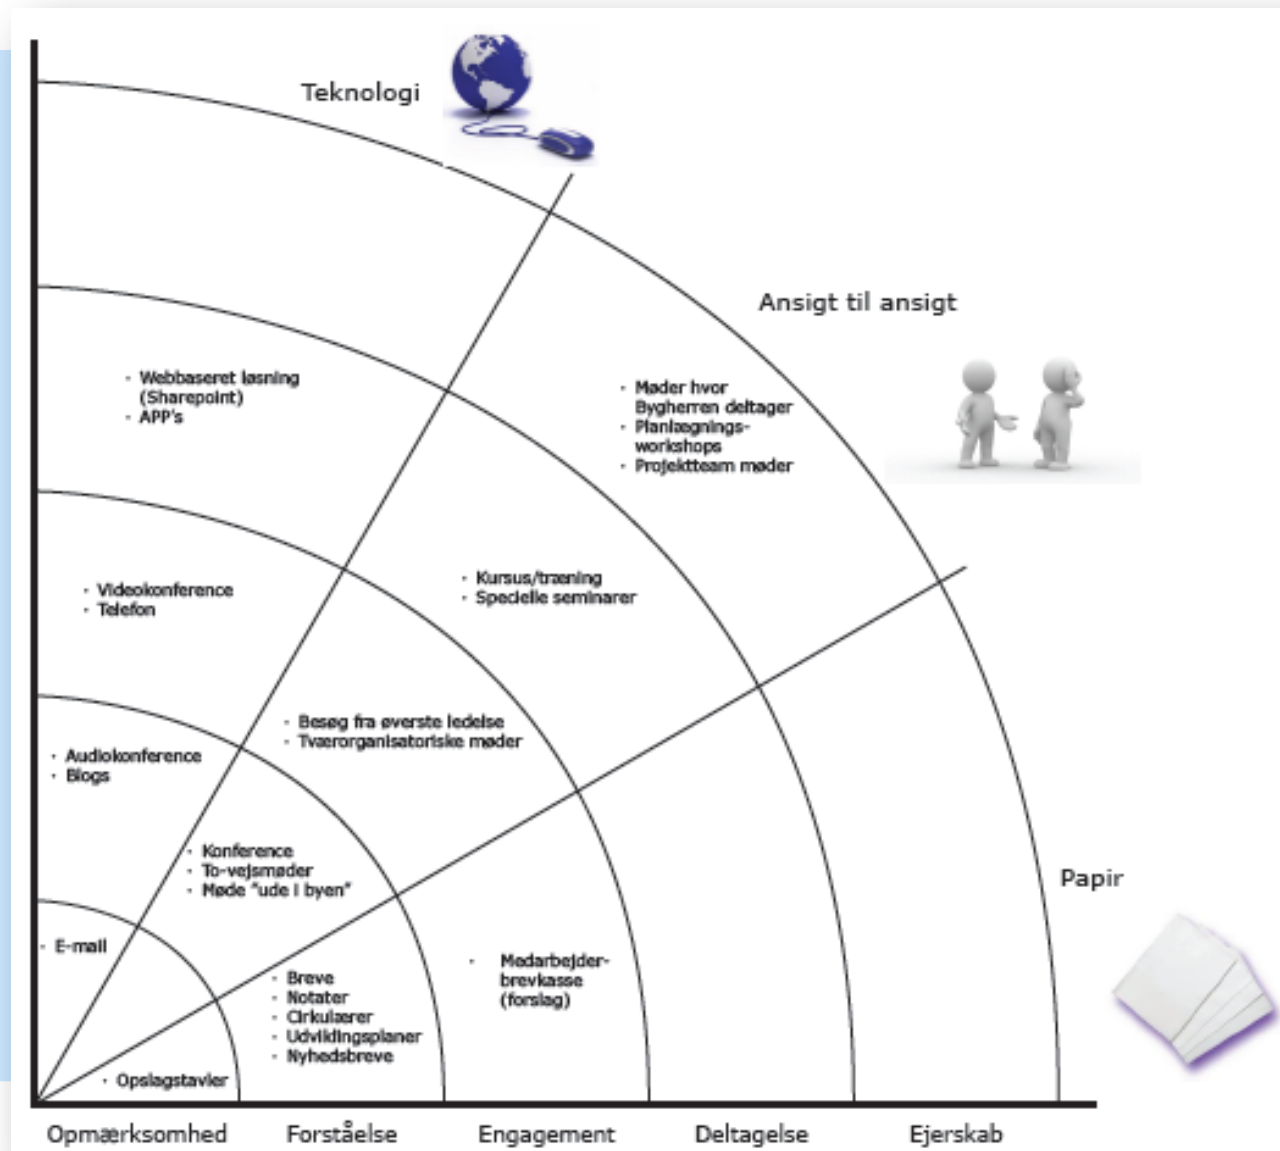 Teknologi
Ansigt til ansigt
· Webbaseret løsning
(Sharepoint)
· APP's
· Møder hvor
Bygherren deltager
· Planlægnings-
workshops
· Projektteam møder
· Videokonference
· Telefon
· Kursus/træning
· Specielle seminarer
· Besøg fra øverste ledelse
· Tværorganisatoriske møder
· Audiokonference
· Blogs
· Konference
· To-vejsmøder
· Møde "ude i byen"
Papir
· E-mail
· Medarbejder-
brevkasse
(forslag)
· Breve
· Notater
· Cirkulærer
· Udviklingsplaner
· Nyhedsbreve
· Opslagstavler
Opmærksomhed
Forståelse
Engagement
Deltagelse
Ejerskab